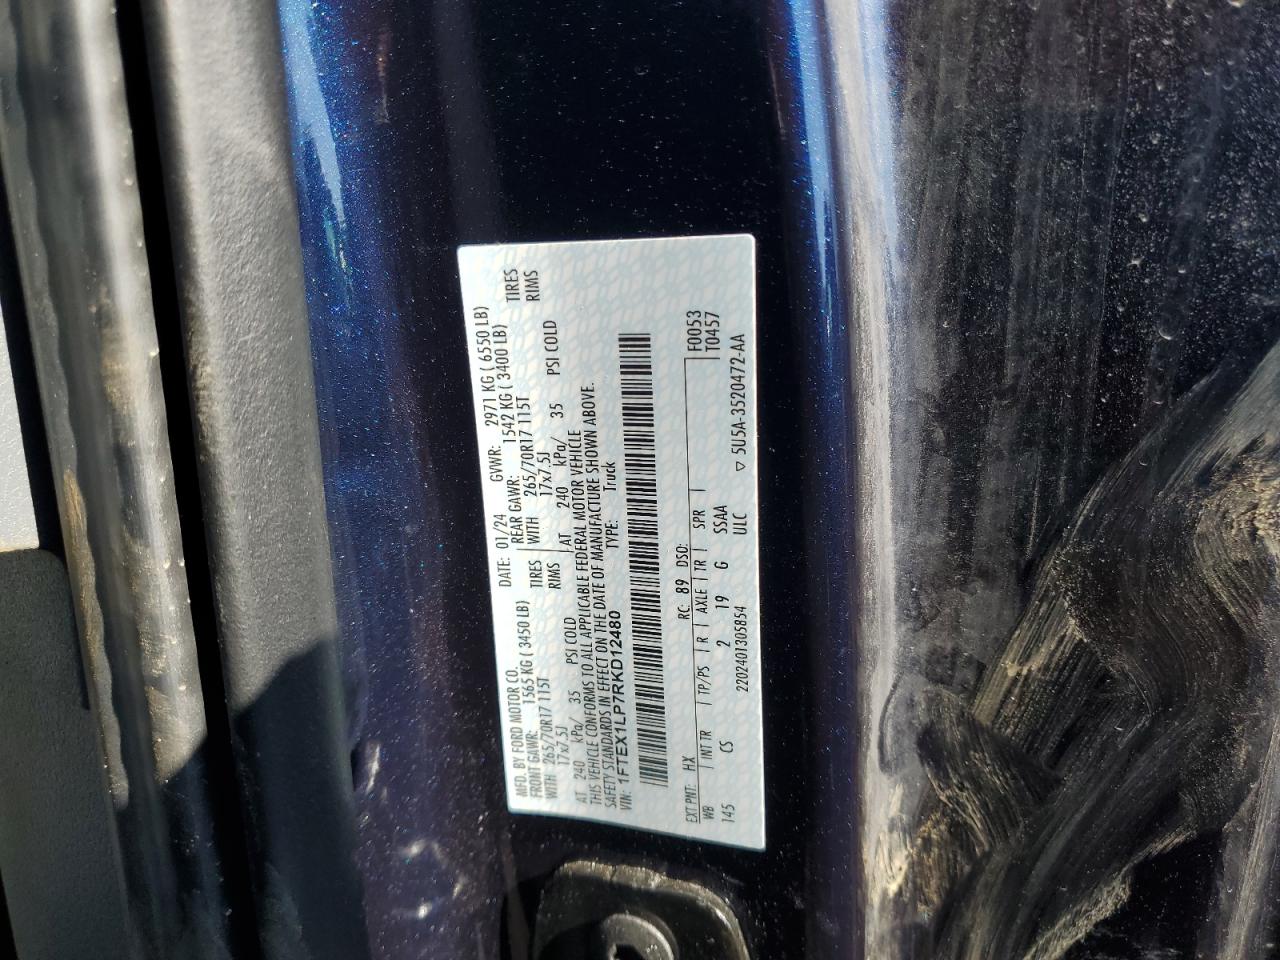 MFD. BY FORD MOTOR CO.
DATE: 01/24 GVWR: 2971 KG ( 6550 LB)
FRONT GAWR: 1565 KG ( 3450 LB) REAR GAWR: 1542 KG ( 3400 LB)
WITH 265/70R17 115T TIRES WITH 265/70R17 115T TIRES
17x7.5J RIMS 17x7.5J RIMS
AT 240 kPa/ 35 PSI COLD AT 240 kPa/ 35 PSI COLD
THIS VEHICLE CONFORMS TO ALL APPLICABLE FEDERAL MOTOR VEHICLE
SAFETY STANDARDS IN EFFECT ON THE DATE OF MANUFACTURE SHOWN ABOVE.
VIN: 1FTEX1LP7RKD12480 TYPE: Truck
EXT PNT: HX RC: 89 DSO: F0053
WB INT TR TP/PS R AXLE TR SPR T0457
145 CS 2 19 G SSAA
2202401305854 ULC ▽ 5U5A-3520472-AA